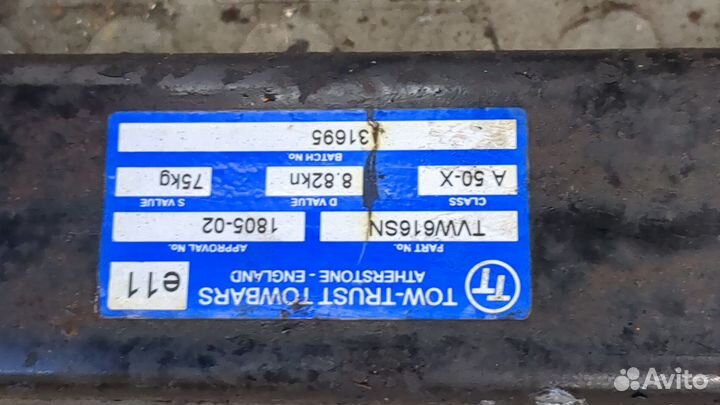 TT
TOW-TRUST TOWBARS
ATHERSTONE - ENGLAND
e11
PART No.
APPROVAL No.
TVW616SN
1805-02
CLASS
D VALUE
S VALUE
A 50-X
8.82kn
75kg
BATCH No.
31695
Avito